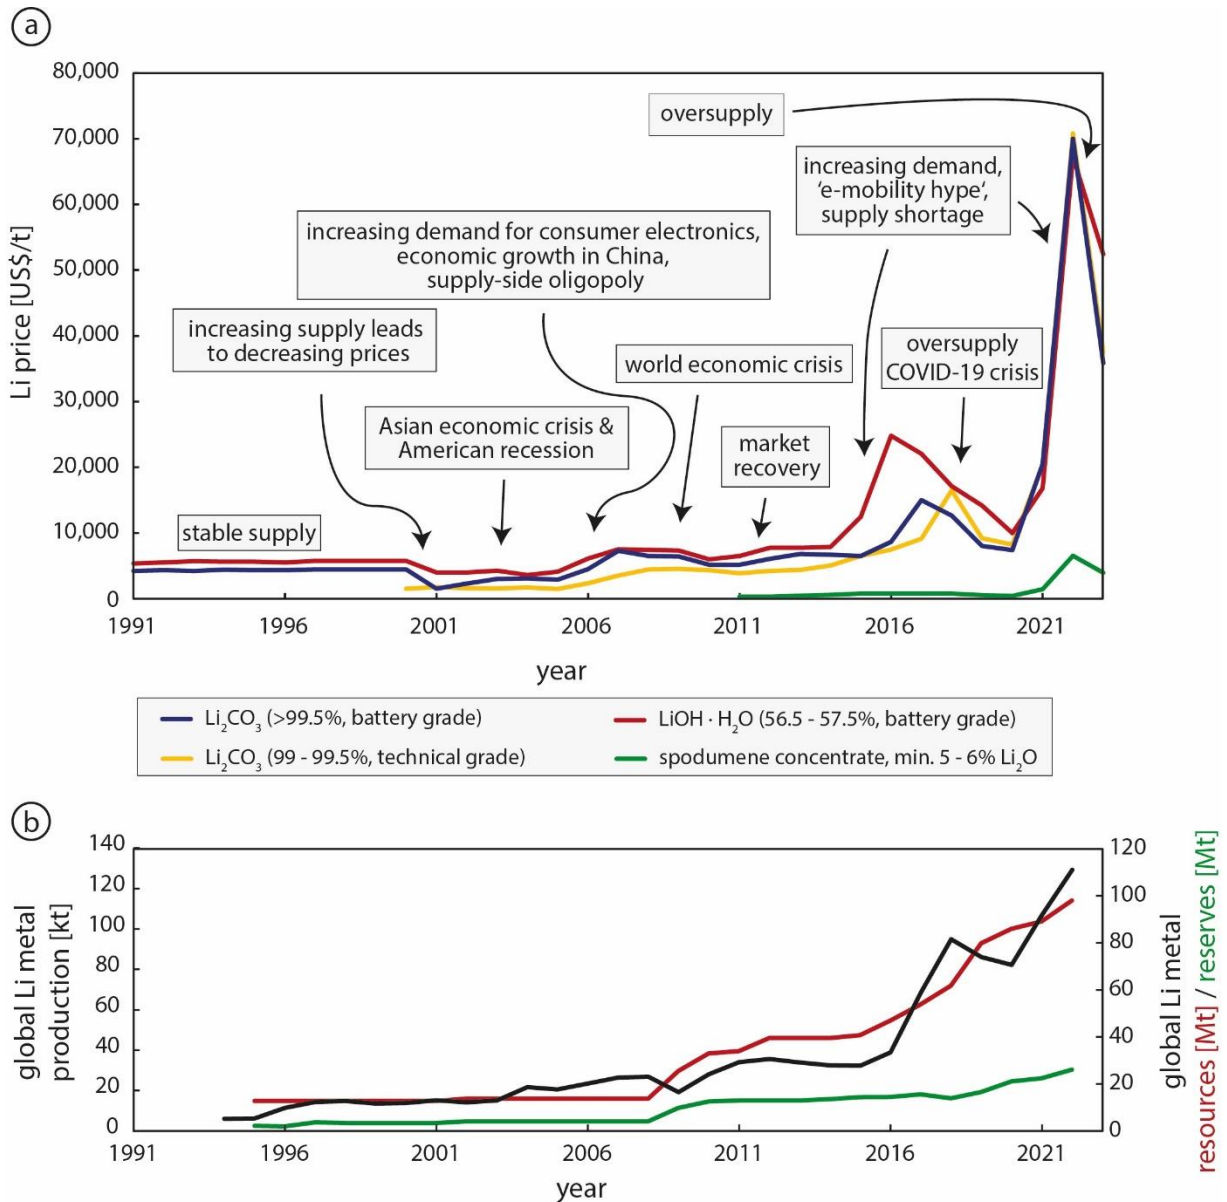 a
80,000
70,000
60,000
50,000
40,000
30,000
20,000
10,000
0
Li price [US$/t]
oversupply
increasing demand,
‘e-mobility hype‘,
supply shortage
increasing demand for consumer electronics,
economic growth in China,
supply-side oligopoly
increasing supply leads
to decreasing prices
world economic crisis
oversupply
COVID-19 crisis
Asian economic crisis &
American recession
market
recovery
stable supply
1991 1996 2001 2006 2011 2016 2021
year
Li₂CO₃ (>99.5%, battery grade)
LiOH · H₂O (56.5 - 57.5%, battery grade)
Li₂CO₃ (99 - 99.5%, technical grade)
spodumene concentrate, min. 5 - 6% Li₂O
b
global Li metal
production [kt]
140
120
100
80
60
40
20
0
120
100
80
60
40
20
0
global Li metal
resources [Mt] / reserves [Mt]
1991 1996 2001 2006 2011 2016 2021
year